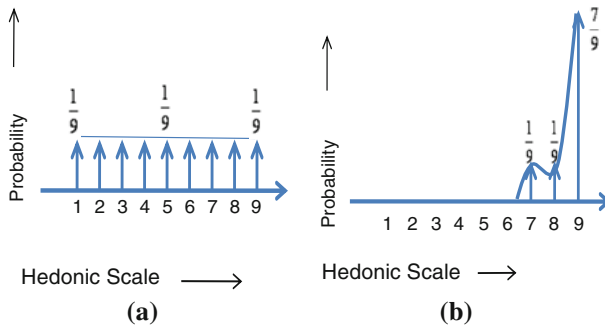 Probability
1/9 1/9 1/9
1 2 3 4 5 6 7 8 9
Hedonic Scale
(a)
Probability
7/9
1/9 1/9
1 2 3 4 5 6 7 8 9
Hedonic Scale
(b)